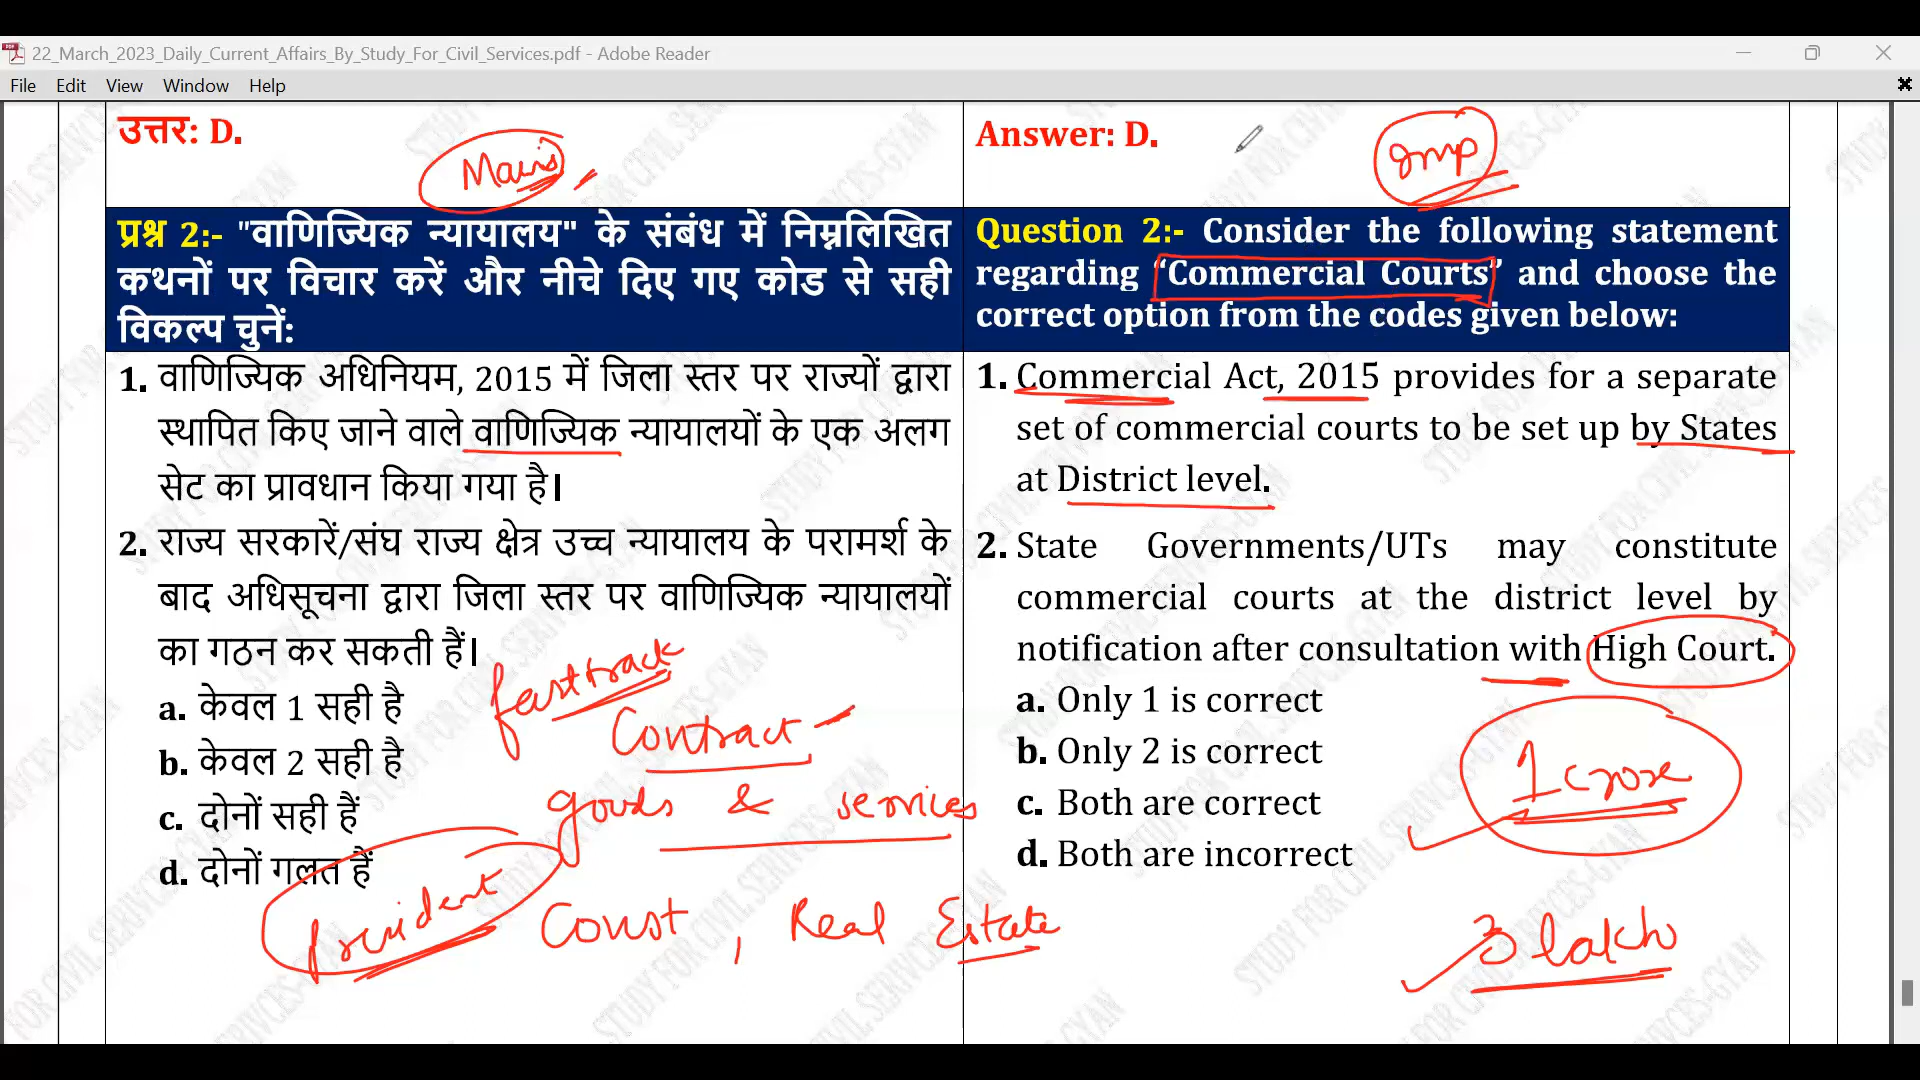 22_March_2023_Daily_Current_Affairs_By_Study_For_Civil_Services.pdf - Adobe Reader
File Edit View Window Help
उत्तर: D.
Mains
प्रश्न 2:- "वाणिज्यिक न्यायालय" के संबंध में निम्नलिखित
कथनों पर विचार करें और नीचे दिए गए कोड से सही
विकल्प चुनें:
1. वाणिज्यिक अधिनियम, 2015 में जिला स्तर पर राज्यों द्वारा
स्थापित किए जाने वाले वाणिज्यिक न्यायालयों के एक अलग
सेट का प्रावधान किया गया है।
2. राज्य सरकारें/संघ राज्य क्षेत्र उच्च न्यायालय के परामर्श के
बाद अधिसूचना द्वारा जिला स्तर पर वाणिज्यिक न्यायालयों
का गठन कर सकती हैं।
a. केवल 1 सही है
b. केवल 2 सही है
c. दोनों सही हैं
d. दोनों गलत हैं
fasttrack
Contract
goods & services
Const, Real Estate
Answer: D.
Imp
Question 2:- Consider the following statement
regarding “Commercial Courts” and choose the
correct option from the codes given below:
1. Commercial Act, 2015 provides for a separate
set of commercial courts to be set up by States
at District level.
2. State Governments/UTs may constitute
commercial courts at the district level by
notification after consultation with High Court.
a. Only 1 is correct
b. Only 2 is correct
c. Both are correct
d. Both are incorrect
1 crore
3 lakh
STUDY FOR CIVIL SERIVCES-GYAN